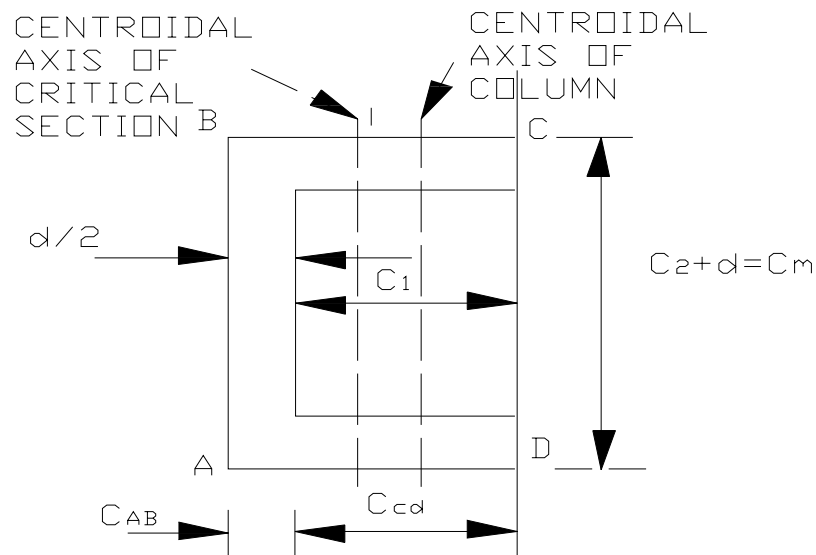 CENTROIDAL
AXIS OF
CRITICAL
SECTION
CENTROIDAL
AXIS OF
COLUMN
I
B
C
d/2
C1
C2+d=Cm
A
D
CAB
Ccd